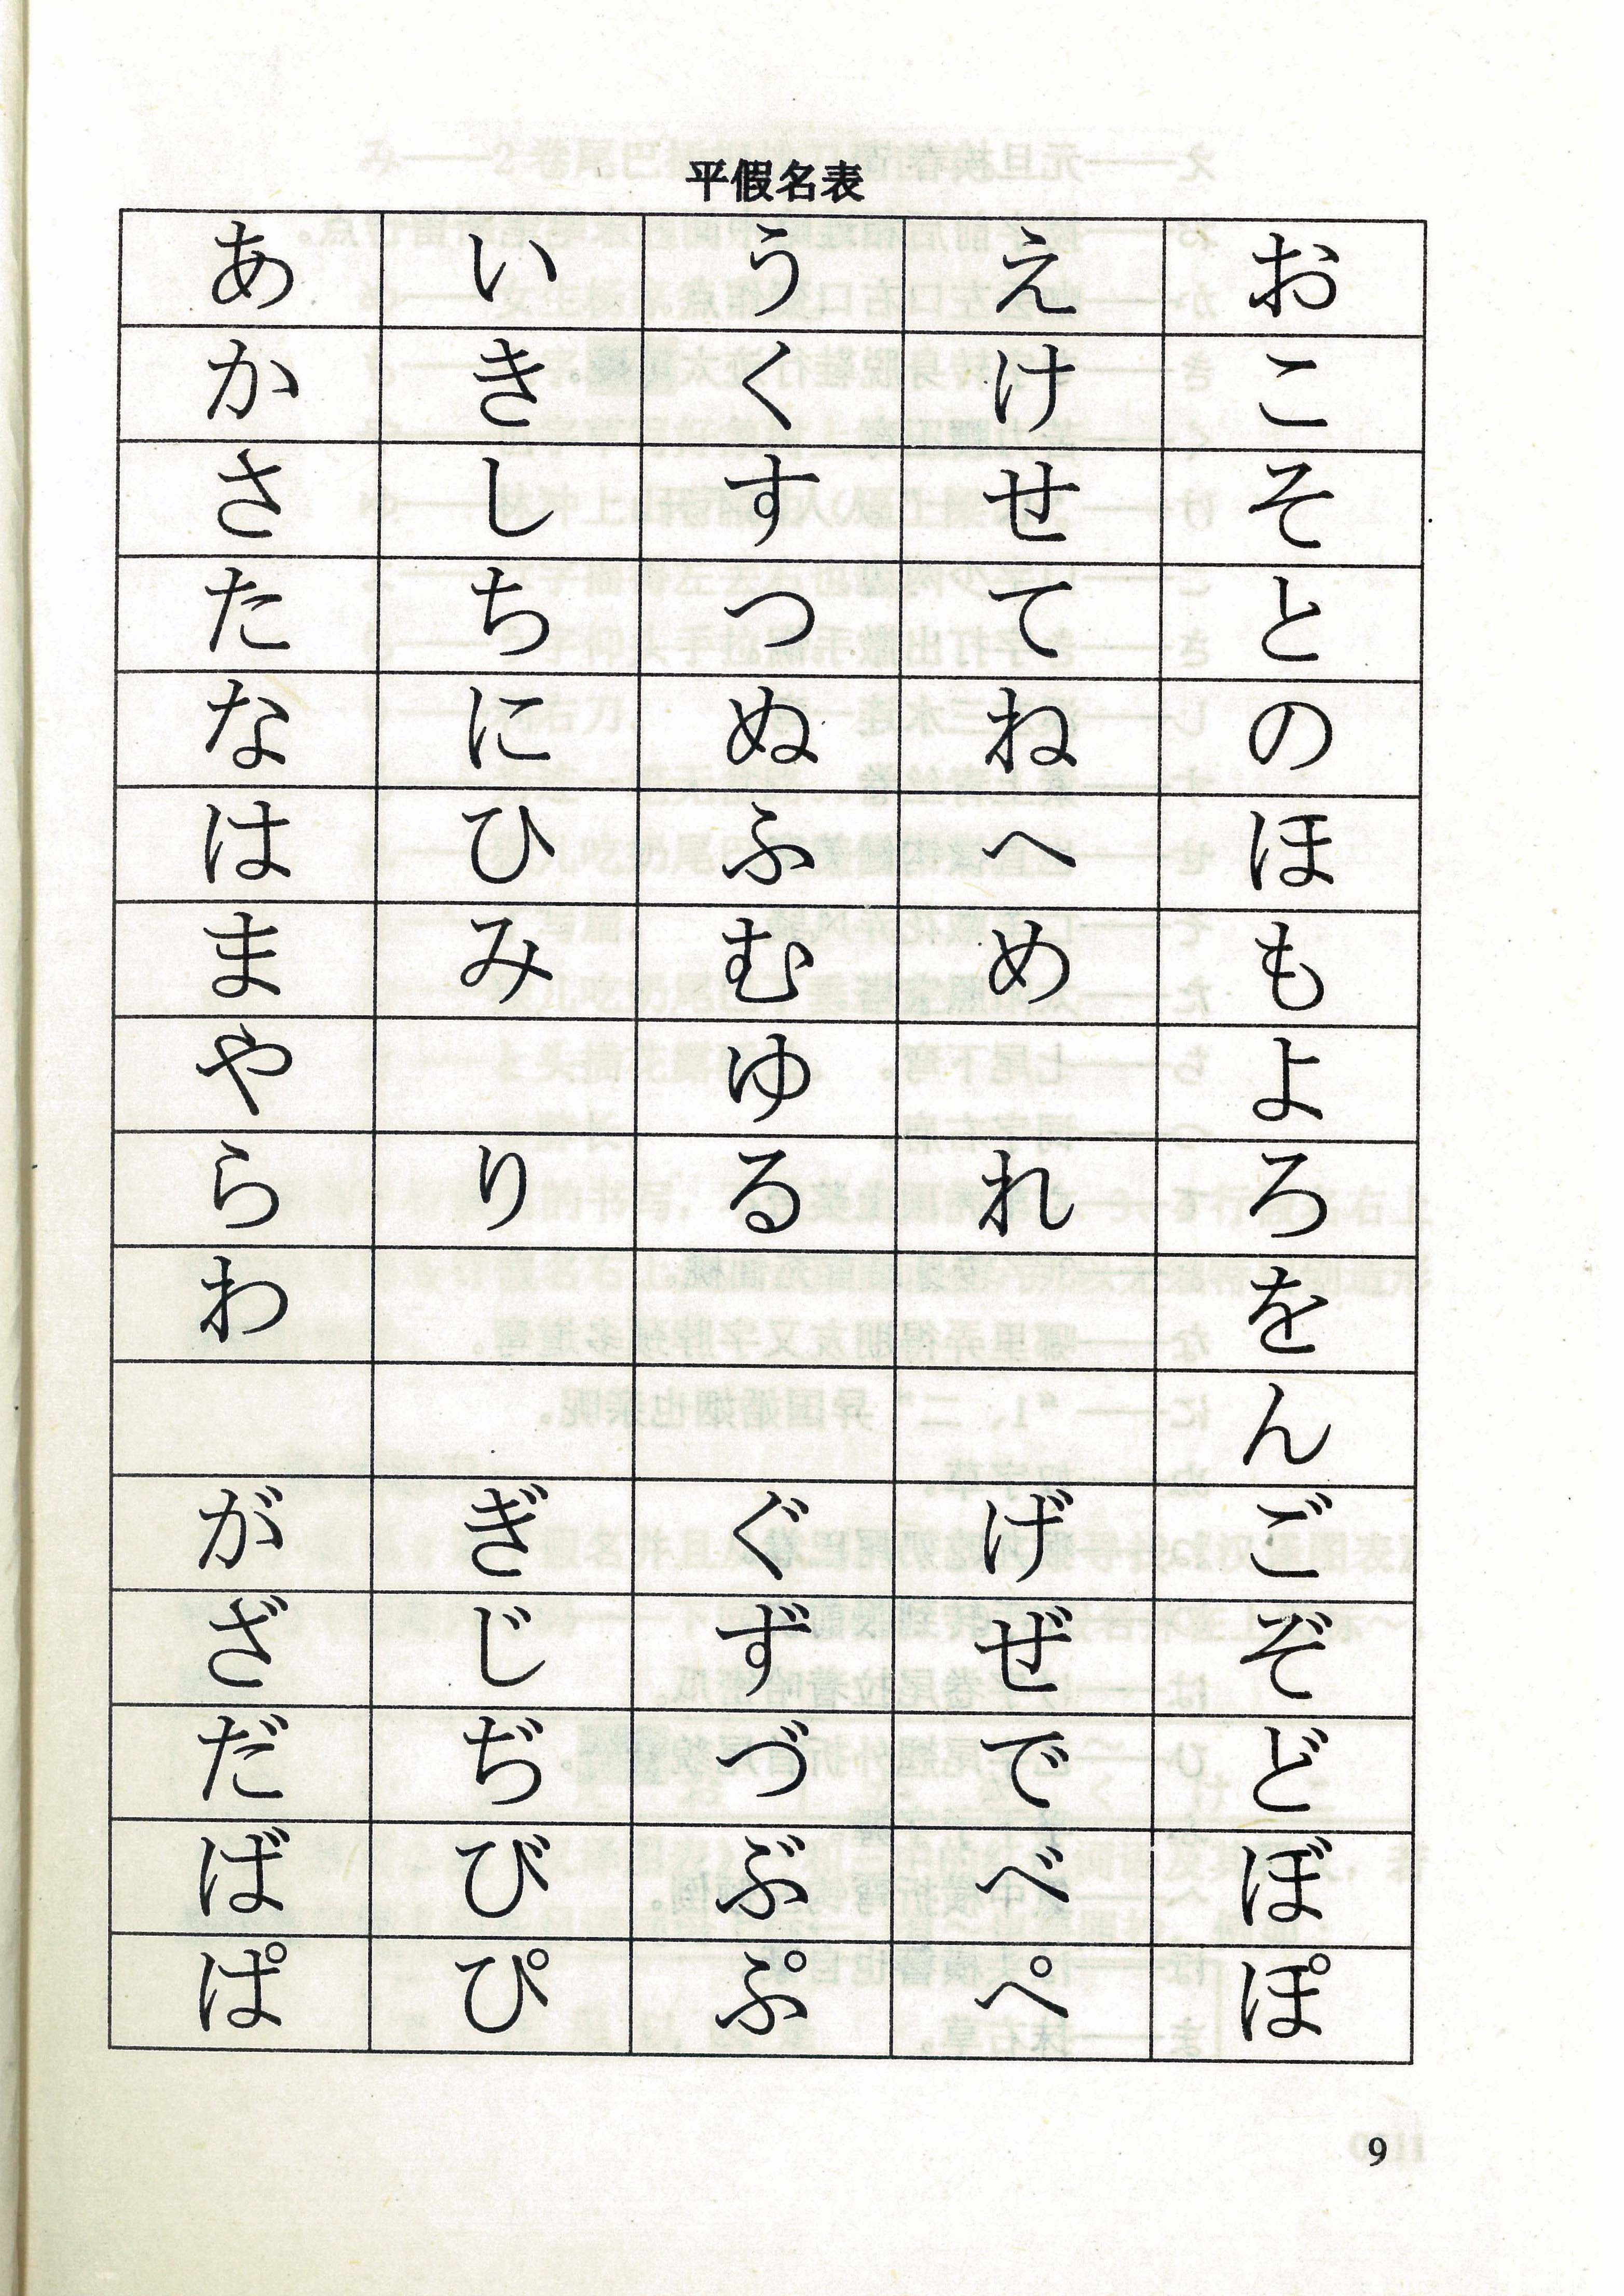 平假名表
あ い う え お
か き く け こ
さ し す せ そ
た ち つ て と
な に ぬ ね の
は ひ ふ へ ほ
ま み む め も
や ゆ よ
ら り る れ ろ
わ を
ん
が ぎ ぐ げ ご
ざ じ ず ぜ ぞ
だ ぢ づ で ど
ば び ぶ べ ぼ
ぱ ぴ ぷ ぺ ぽ
9